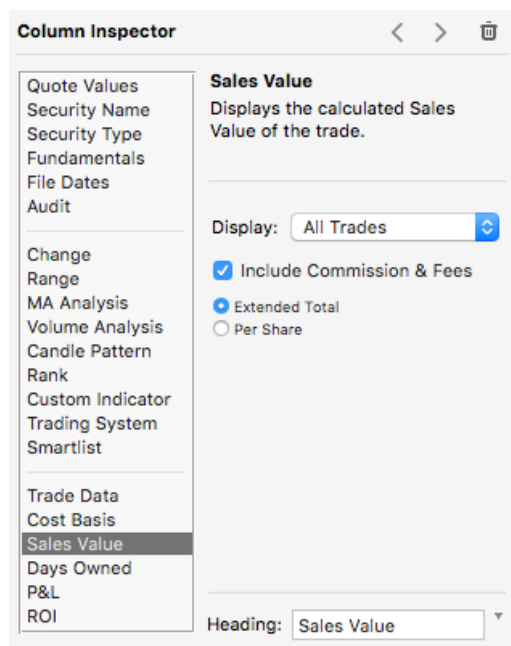 Column Inspector
Quote Values
Security Name
Security Type
Fundamentals
File Dates
Audit
Change
Range
MA Analysis
Volume Analysis
Candle Pattern
Rank
Custom Indicator
Trading System
Smartlist
Trade Data
Cost Basis
Sales Value
Days Owned
P&L
ROI
Sales Value
Displays the calculated Sales
Value of the trade.
Display: All Trades
Include Commission & Fees
Extended Total
Per Share
Heading: Sales Value